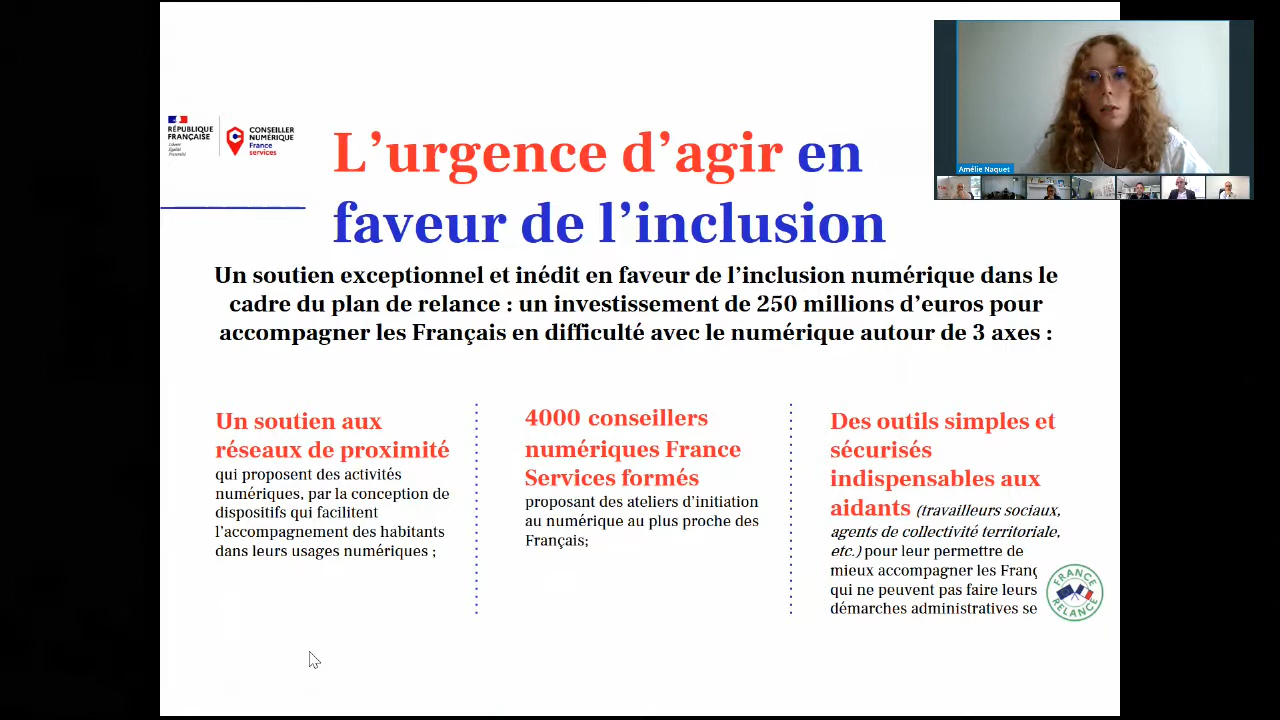 RÉPUBLIQUE
FRANÇAISE
Liberté
Égalité
Fraternité
CONSEILLER
NUMÉRIQUE
France
services
L'urgence d'agir en
faveur de l'inclusion
Amélie Naquet
Un soutien exceptionnel et inédit en faveur de l'inclusion numérique dans le
cadre du plan de relance : un investissement de 250 millions d'euros pour
accompagner les Français en difficulté avec le numérique autour de 3 axes :
Un soutien aux
réseaux de proximité
qui proposent des activités
numériques, par la conception de
dispositifs qui facilitent
l'accompagnement des habitants
dans leurs usages numériques ;
4000 conseillers
numériques France
Services formés
proposant des ateliers d'initiation
au numérique au plus proche des
Français;
Des outils simples et
sécurisés
indispensables aux
aidants (travailleurs sociaux,
agents de collectivité territoriale,
etc.) pour leur permettre de
mieux accompagner les Franç
qui ne peuvent pas faire leurs
démarches administratives se
FRANCE
RELANCE